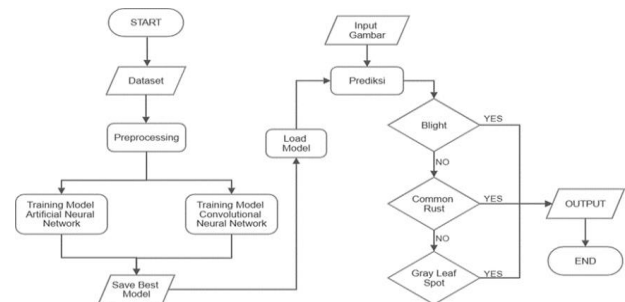 START
Dataset
Preprocessing
Training Model
Artificial Neural
Network
Training Model
Convolutional
Neural Network
Save Best
Model
Load
Model
Input
Gambar
Prediksi
Blight
YES
NO
Common
Rust
YES
NO
Gray Leaf
Spot
YES
OUTPUT
END